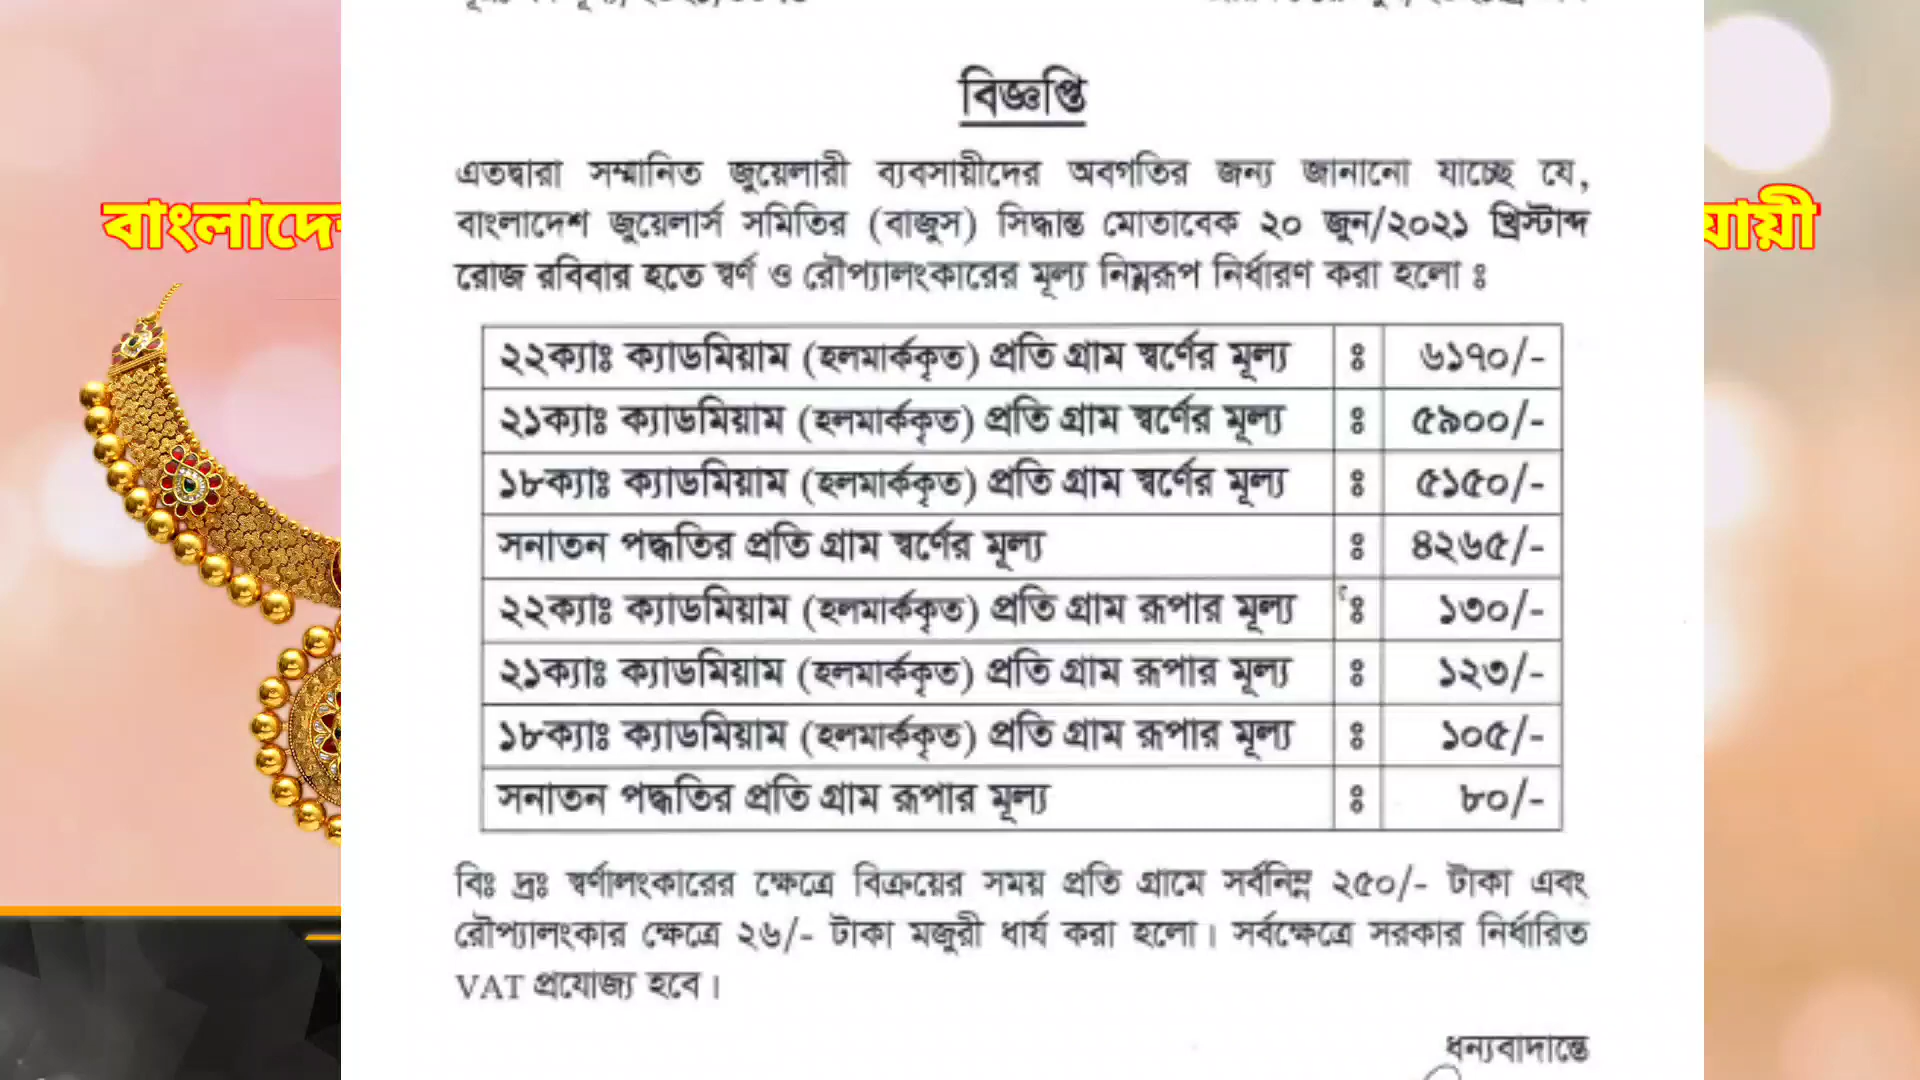 বিজ্ঞপ্তি
এতদ্বারা সম্মানিত জুয়েলারী ব্যবসায়ীদের অবগতির জন্য জানানো যাচ্ছে যে,
বাংলাদেশ জুয়েলার্স সমিতির (বাজুস) সিদ্ধান্ত মোতাবেক ২০ জুন/২০২১ খ্রিস্টাব্দ
রোজ রবিবার হতে স্বর্ণ ও রৌপ্যালংকারের মূল্য নিম্নরূপ নির্ধারণ করা হলো ঃ
২২ক্যাঃ ক্যাডমিয়াম (হলমার্ককৃত) প্রতি গ্রাম স্বর্ণের মূল্য ঃ ৬১৭০/-
২১ক্যাঃ ক্যাডমিয়াম (হলমার্ককৃত) প্রতি গ্রাম স্বর্ণের মূল্য ঃ ৫৯০০/-
১৮ক্যাঃ ক্যাডমিয়াম (হলমার্ককৃত) প্রতি গ্রাম স্বর্ণের মূল্য ঃ ৫১৫০/-
সনাতন পদ্ধতির প্রতি গ্রাম স্বর্ণের মূল্য ঃ ৪২৬৫/-
২২ক্যাঃ ক্যাডমিয়াম (হলমার্ককৃত) প্রতি গ্রাম রূপার মূল্য ঃ ১৩০/-
২১ক্যাঃ ক্যাডমিয়াম (হলমার্ককৃত) প্রতি গ্রাম রূপার মূল্য ঃ ১২৩/-
১৮ক্যাঃ ক্যাডমিয়াম (হলমার্ককৃত) প্রতি গ্রাম রূপার মূল্য ঃ ১০৫/-
সনাতন পদ্ধতির প্রতি গ্রাম রূপার মূল্য ঃ ৮০/-
বিঃ দ্রঃ স্বর্ণালংকারের ক্ষেত্রে বিক্রয়ের সময় প্রতি গ্রামে সর্বনিম্ন ২৫০/- টাকা এবং
রৌপ্যালংকার ক্ষেত্রে ২৬/- টাকা মজুরী ধার্য করা হলো। সর্বক্ষেত্রে সরকার নির্ধারিত
VAT প্রযোজ্য হবে।
ধন্যবাদান্তে